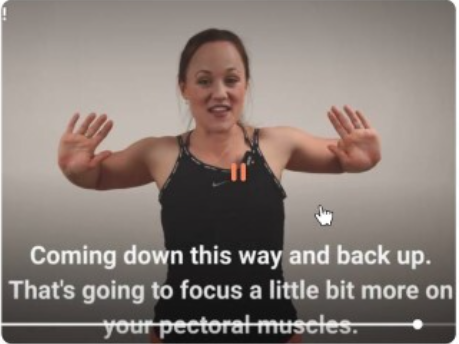 !
Coming down this way and back up.
That's going to focus a little bit more on
your pectoral muscles.